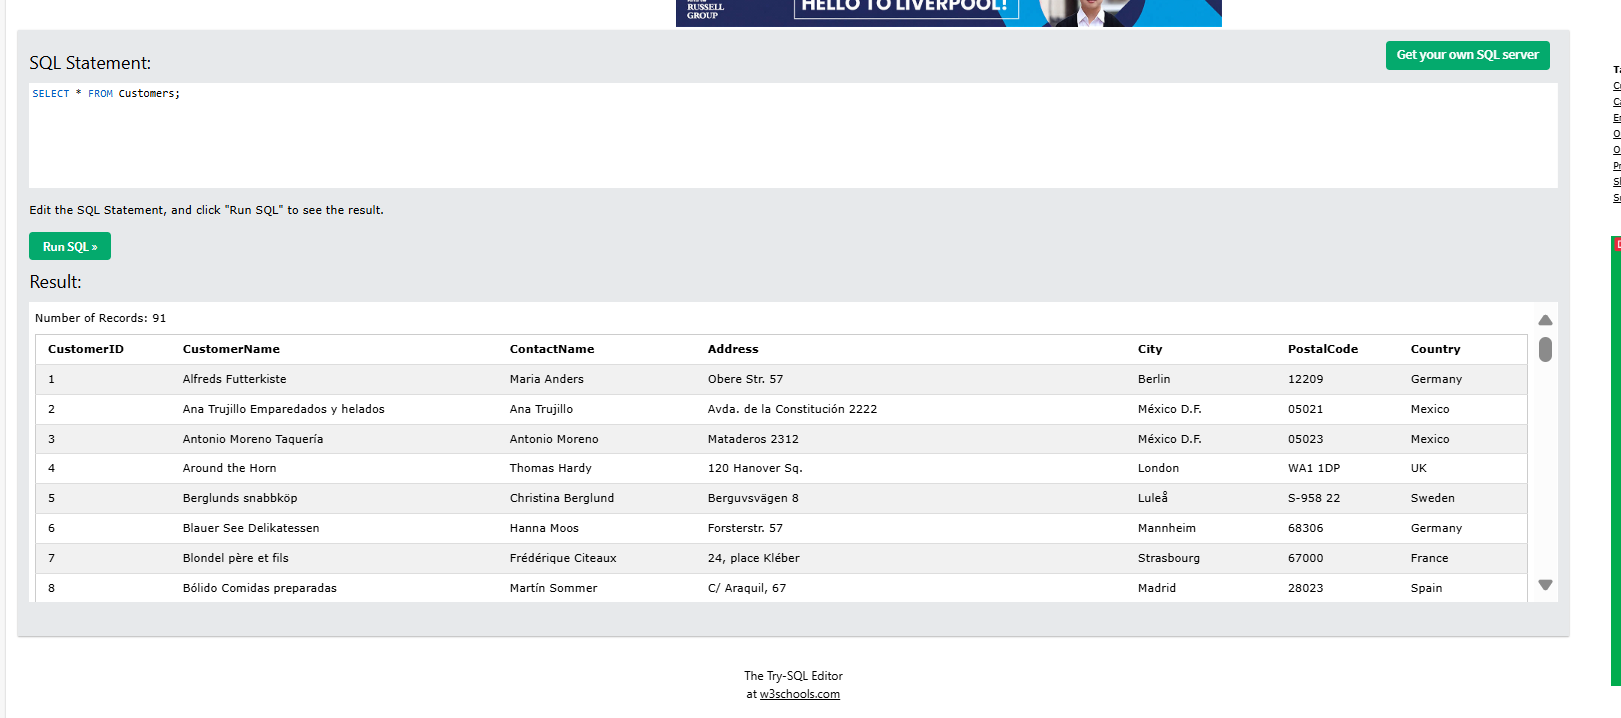 RUSSELL
GROUP
HELLO TO LIVERPOOL!
SQL Statement:
Get your own SQL server
SELECT * FROM Customers;
Edit the SQL Statement, and click "Run SQL" to see the result.
Run SQL »
Result:
Number of Records: 91
CustomerID CustomerName ContactName Address City PostalCode Country
1 Alfreds Futterkiste Maria Anders Obere Str. 57 Berlin 12209 Germany
2 Ana Trujillo Emparedados y helados Ana Trujillo Avda. de la Constitución 2222 México D.F. 05021 Mexico
3 Antonio Moreno Taquería Antonio Moreno Mataderos 2312 México D.F. 05023 Mexico
4 Around the Horn Thomas Hardy 120 Hanover Sq. London WA1 1DP UK
5 Berglunds snabbköp Christina Berglund Berguvsvägen 8 Luleå S-958 22 Sweden
6 Blauer See Delikatessen Hanna Moos Forsterstr. 57 Mannheim 68306 Germany
7 Blondel père et fils Frédérique Citeaux 24, place Kléber Strasbourg 67000 France
8 Bólido Comidas preparadas Martín Sommer C/ Araquil, 67 Madrid 28023 Spain
The Try-SQL Editor
at w3schools.com